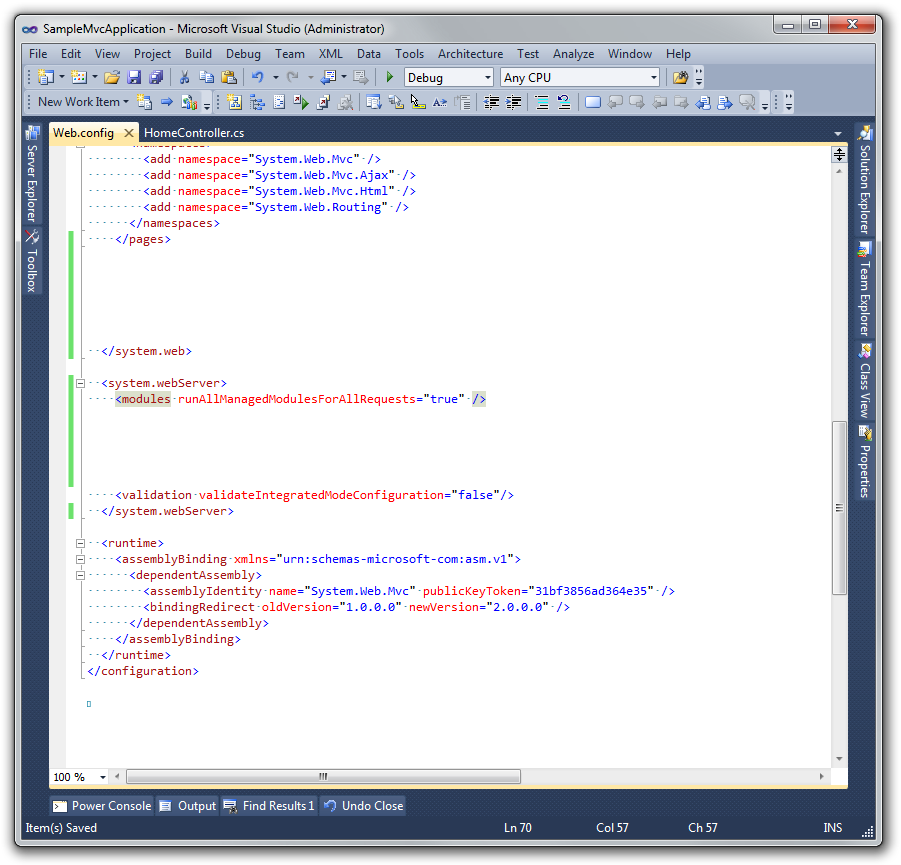 SampleMvcApplication - Microsoft Visual Studio (Administrator)
File Edit View Project Build Debug Team XML Data Tools Architecture Test Analyze Window Help
Debug Any CPU
New Work Item
Web.config HomeController.cs
Server Explorer
Toolbox
<add namespace="System.Web.Mvc" />
<add namespace="System.Web.Mvc.Ajax" />
<add namespace="System.Web.Mvc.Html" />
<add namespace="System.Web.Routing" />
</namespaces>
</pages>
</system.web>
<system.webServer>
<modules runAllManagedModulesForAllRequests="true" />
<validation validateIntegratedModeConfiguration="false"/>
</system.webServer>
<runtime>
<assemblyBinding xmlns="urn:schemas-microsoft-com:asm.v1">
<dependentAssembly>
<assemblyIdentity name="System.Web.Mvc" publicKeyToken="31bf3856ad364e35" />
<bindingRedirect oldVersion="1.0.0.0" newVersion="2.0.0.0" />
</dependentAssembly>
</assemblyBinding>
</runtime>
</configuration>
Solution Explorer
Team Explorer
Class View
Properties
100 %
Power Console Output Find Results 1 Undo Close
Item(s) Saved Ln 70 Col 57 Ch 57 INS